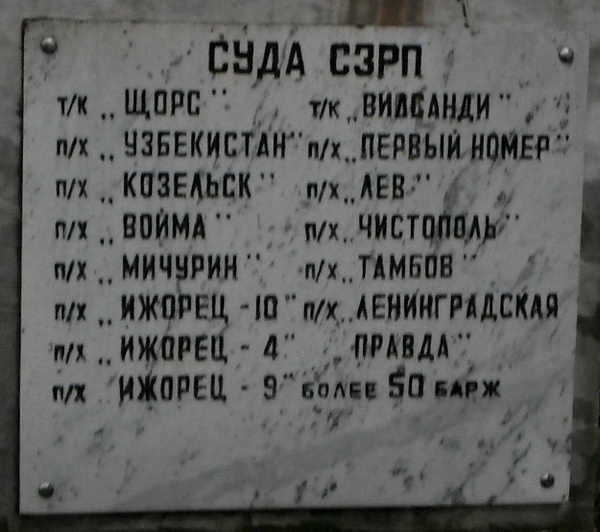 СУДА СЗРП
т/к „ЩОРС" т/к „ВИЛСАНДИ"
п/х „УЗБЕКИСТАН" п/х „ПЕРВЫЙ НОМЕР"
п/х „КОЗЕЛЬСК" п/х „ЛЕВ"
п/х „ВОЙМА" п/х „ЧИСТОПОЛЬ"
п/х „МИЧУРИН" п/х „ТАМБОВ"
п/х „ИЖОРЕЦ - 10" п/х „ЛЕНИНГРАДСКАЯ
п/х „ИЖОРЕЦ - 4" ПРАВДА"
п/х ИЖОРЕЦ - 9" БОЛЕЕ 50 БАРЖ